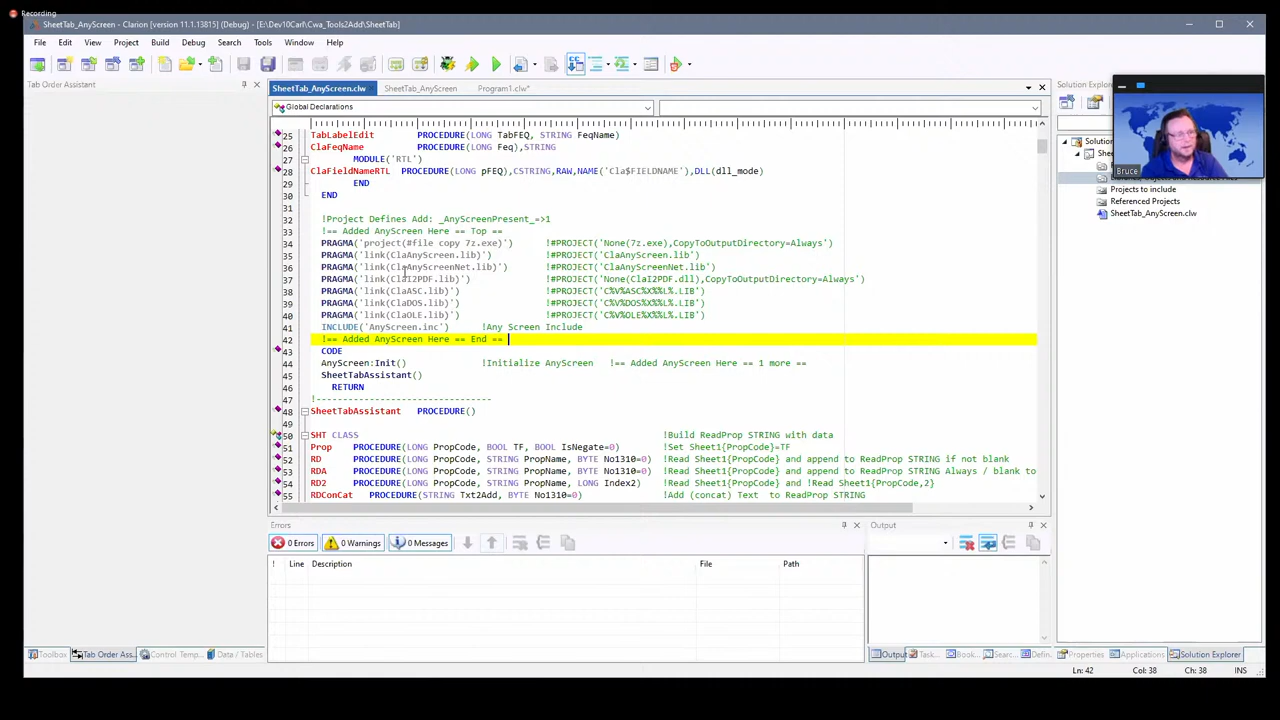 Recording
SheetTab_AnyScreen - Clarion [version 11.1.13815] (Debug) - [E:\Dev10Carl\Cwa_Tools2Add\SheetTab]
File Edit View Project Build Debug Search Tools Window Help
Tab Order Assistant
SheetTab_AnyScreen.clw SheetTab_AnyScreen Program1.clw*
Global Declarations
25 TabLabelEdit PROCEDURE(LONG TabFEQ, STRING FeqName)
26 ClaFeqName PROCEDURE(LONG Feq),STRING
27 MODULE('RTL')
28 ClaFieldNameRTL PROCEDURE(LONG pFEQ),CSTRING,RAW,NAME('Cla$FIELDNAME'),DLL(dll_mode)
29 END
30 END
31
32 !Project Defines Add: _AnyScreenPresent_=>1
33 !== Added AnyScreen Here == Top ==
34 PRAGMA('project(#file copy 7z.exe)') !#PROJECT('None(7z.exe),CopyToOutputDirectory=Always')
35 PRAGMA('link(ClaAnyScreen.lib)') !#PROJECT('ClaAnyScreen.lib')
36 PRAGMA('link(ClaAnyScreenNet.lib)') !#PROJECT('ClaAnyScreenNet.lib')
37 PRAGMA('link(ClaI2PDF.lib)') !#PROJECT('None(ClaI2PDF.dll),CopyToOutputDirectory=Always')
38 PRAGMA('link(ClaASC.lib)') !#PROJECT('C%V%ASC%X%%L%.LIB')
39 PRAGMA('link(ClaDOS.lib)') !#PROJECT('C%V%DOS%X%%L%.LIB')
40 PRAGMA('link(ClaOLE.lib)') !#PROJECT('C%V%OLE%X%%L%.LIB')
41 INCLUDE('AnyScreen.inc') !Any Screen Include
42 !== Added AnyScreen Here == End ==
43 CODE
44 AnyScreen:Init() !Initialize AnyScreen !== Added AnyScreen Here == 1 more ==
45 SheetTabAssistant()
46 RETURN
47 !---------------------------------
48 SheetTabAssistant PROCEDURE()
49
50 SHT CLASS !Build ReadProp STRING with data
51 Prop PROCEDURE(LONG PropCode, BOOL TF, BOOL IsNegate=0) !Set Sheet1{PropCode}=TF
52 RD PROCEDURE(LONG PropCode, STRING PropName, BYTE No1310=0) !Read Sheet1{PropCode} and append to ReadProp STRING if not blank
53 RDA PROCEDURE(LONG PropCode, STRING PropName, BYTE No1310=0) !Read Sheet1{PropCode} and append to ReadProp STRING Always / blank to
54 RD2 PROCEDURE(LONG PropCode, STRING PropName, LONG Index2) !Read Sheet1{PropCode} and !Read Sheet1{PropCode,2}
55 RDConCat PROCEDURE(STRING Txt2Add, BYTE No1310=0) !Add (concat) Text to ReadProp STRING
Solution Explorer
Solution
Shee
Projects to include
Referenced Projects
SheetTab_AnyScreen.clw
Bruce
Errors
0 Errors 0 Warnings 0 Messages
! Line Description File Path
Output
Toolbox Tab Order Ass... Control Temp... Data / Tables
Output Task... Book... Searc... Defin... Properties Applications Solution Explorer
Ln: 42 Col: 38 Ch: 38 INS